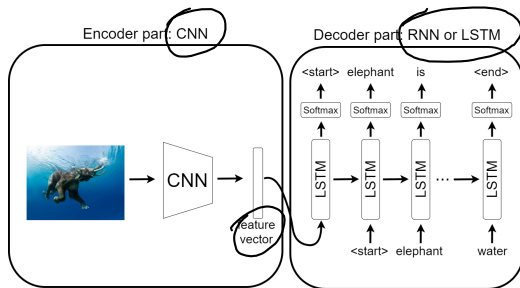 Encoder part: CNN
Decoder part: RNN or LSTM
<start> elephant is <end>
Softmax Softmax Softmax Softmax
CNN
LSTM LSTM LSTM ... LSTM
feature
vector
<start> elephant water